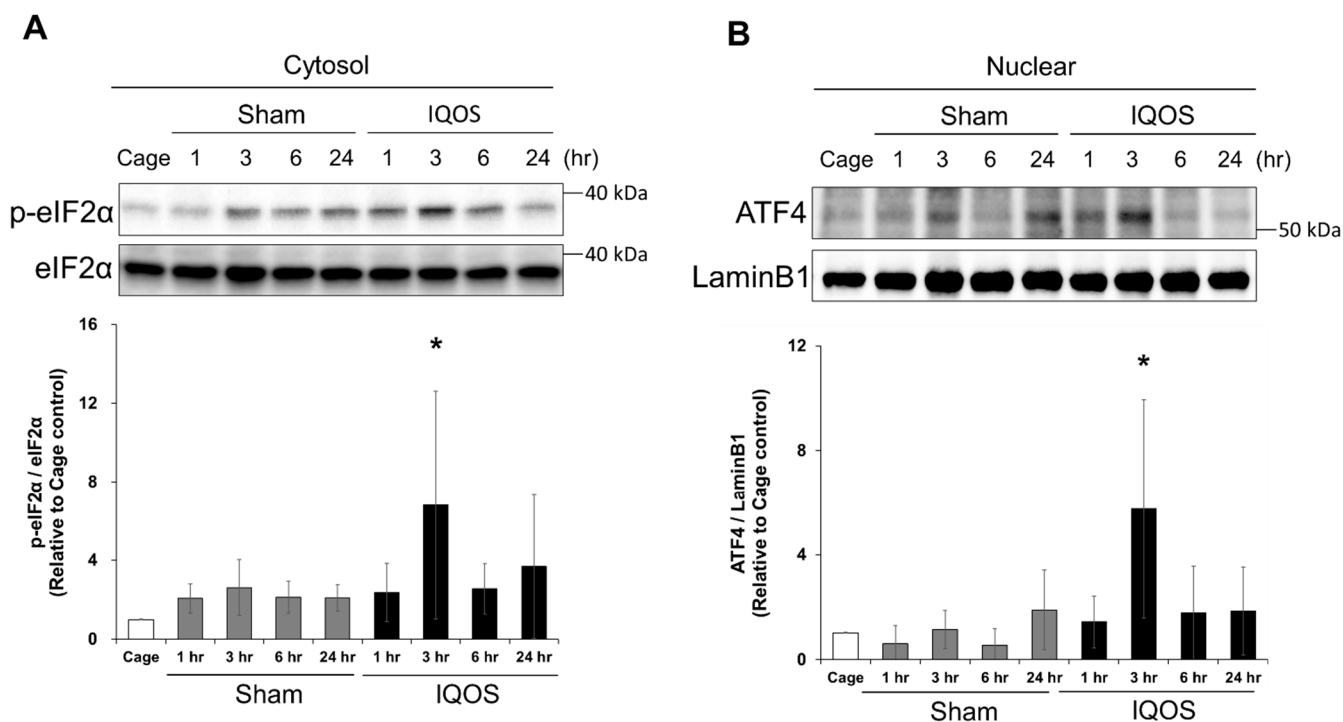 A
Cytosol
Sham IQOS
Cage 1 3 6 24 1 3 6 24 (hr)
p-eIF2α 40 kDa
eIF2α 40 kDa
16
12
8
4
0
p-eIF2α / eIF2α
(Relative to Cage control)
*
Cage 1 hr 3 hr 6 hr 24 hr 1 hr 3 hr 6 hr 24 hr
Sham IQOS
B
Nuclear
Sham IQOS
Cage 1 3 6 24 1 3 6 24 (hr)
ATF4 50 kDa
LaminB1
12
8
4
0
ATF4 / LaminB1
(Relative to Cage control)
*
Cage 1 hr 3 hr 6 hr 24 hr 1 hr 3 hr 6 hr 24 hr
Sham IQOS